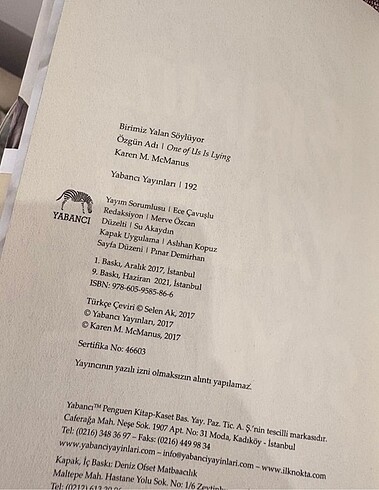 Birimiz Yalan Söylüyor
Özgün Adı | One of Us Is Lying
Karen M. McManus
Yabancı Yayınları | 192
YABANCI
Yayım Sorumlusu | Ece Çavuşlu
Redaksiyon | Merve Özcan
Düzelti | Su Akaydın
Kapak Uygulama | Aslıhan Kopuz
Sayfa Düzeni | Pınar Demirhan
1. Baskı, Aralık 2017, İstanbul
9. Baskı, Haziran 2021, İstanbul
ISBN: 978-605-9585-86-6
Türkçe Çeviri © Selen Ak, 2017
© Yabancı Yayınları, 2017
© Karen M. McManus, 2017
Sertifika No: 46603
Yayıncının yazılı izni olmaksızın alıntı yapılamaz.
Yabancı™ Penguen Kitap-Kaset Bas. Yay. Paz. Tic. A. Ş.'nin tescilli markasıdır.
Caferağa Mah. Neşe Sok. 1907 Apt. No: 31 Moda, Kadıköy - İstanbul
Tel: (0216) 348 36 97 – Faks: (0216) 449 98 34
www.yabanciyayinlari.com – info@yabanciyayinlari.com – www.ilknokta.com
Kapak, İç Baskı: Deniz Ofset Matbaacılık
Maltepe Mah. Hastane Yolu Sok. No: 1/6
Tel: (0212) 613